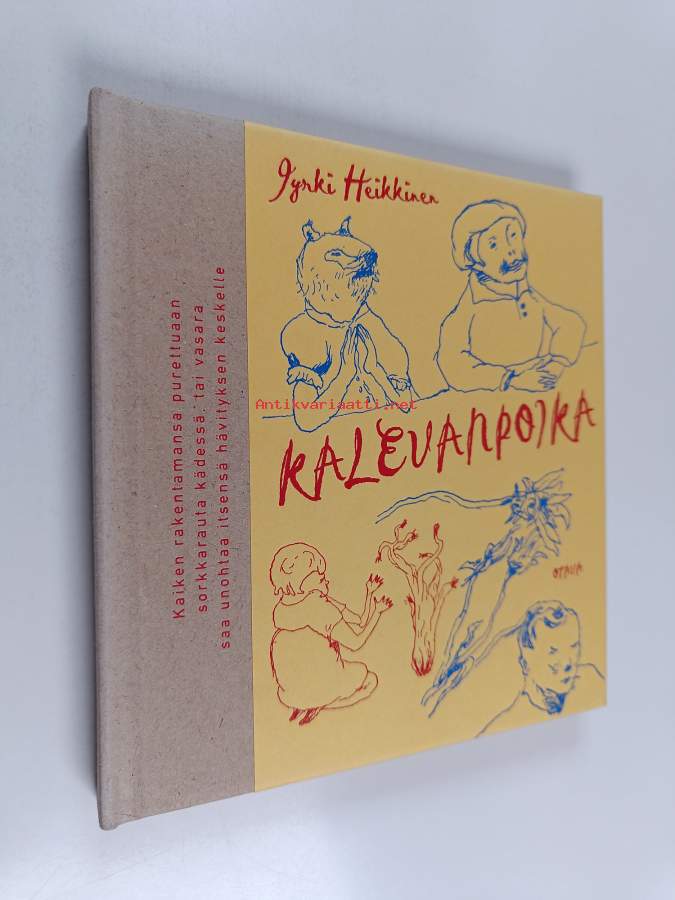 Jyrki Heikkinen
KALEVANPOIKA
OTAVA
Kaiken rakentamansa purettuaan
sorkkarauta kädessä, tai vasara
saa unohtaa itsensä hävityksen keskelle
Antikvariaatti.net